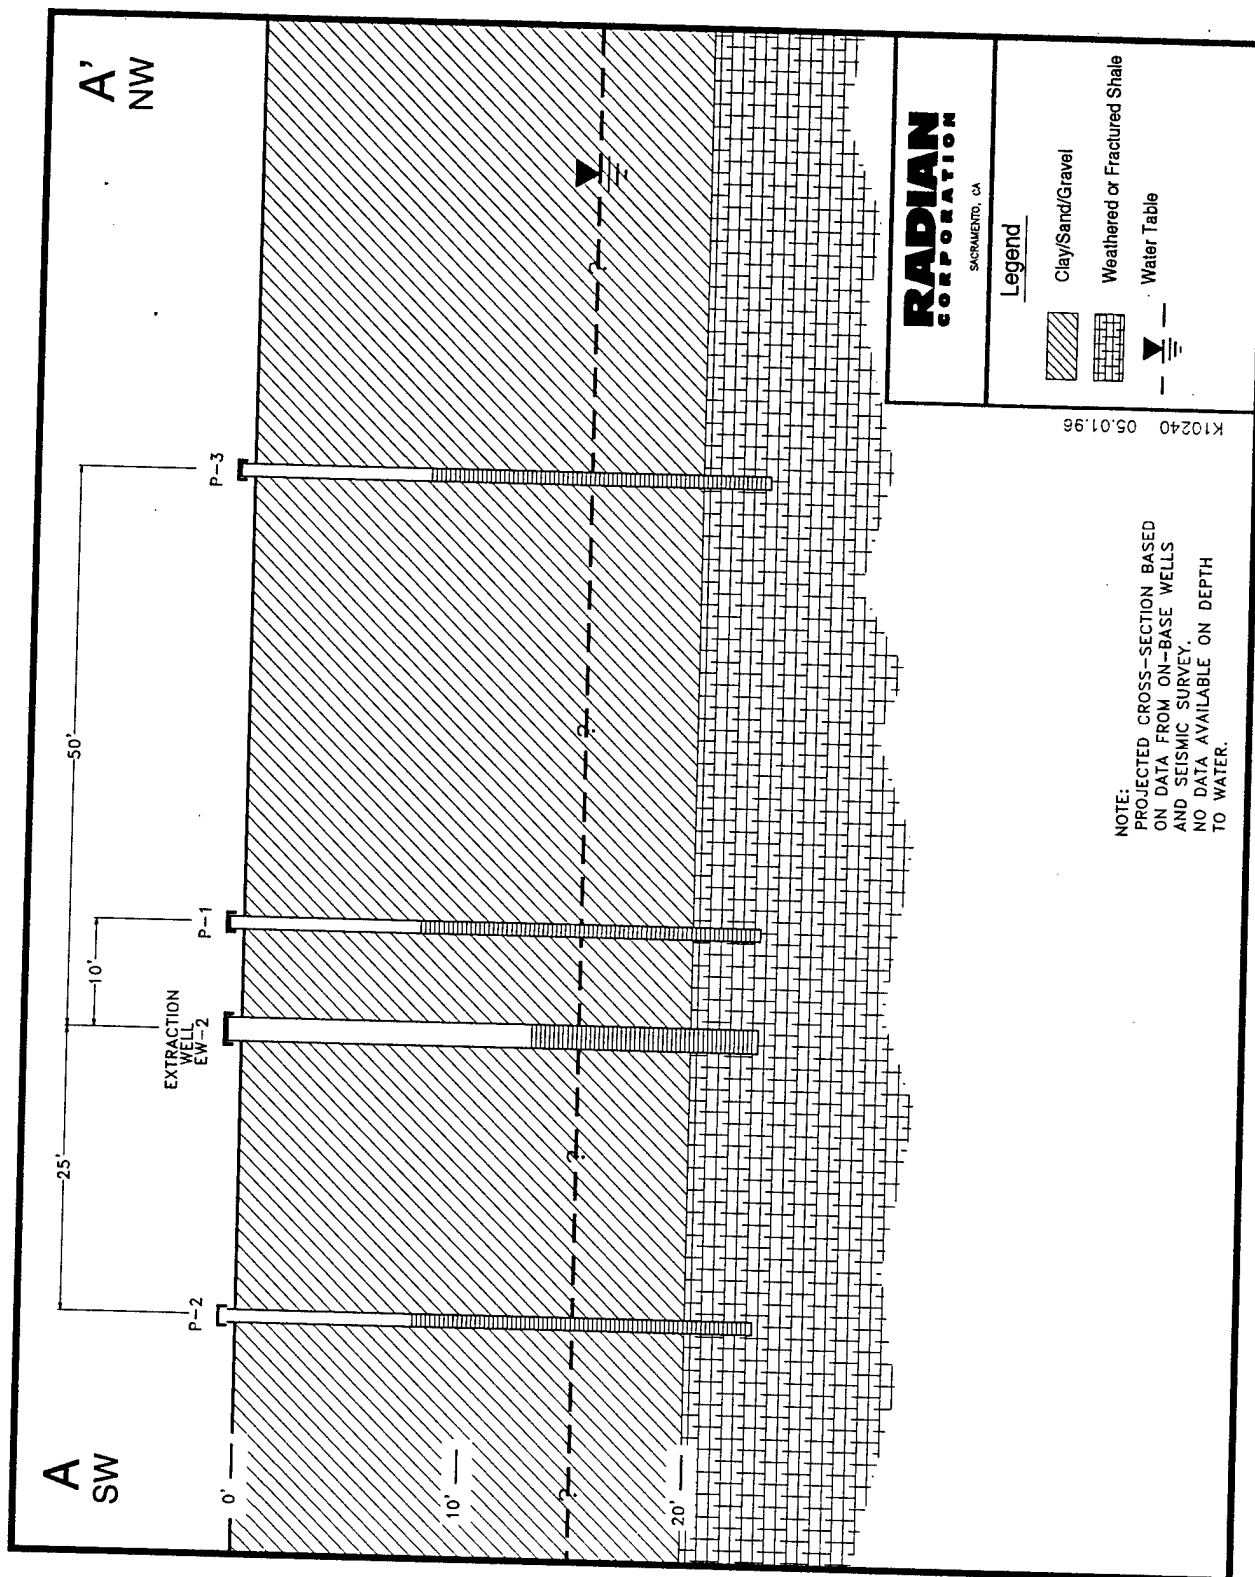 A
SW
A'
NW
25'
50'
10'
P-2
EXTRACTION
WELL
EW-2
P-1
P-3
0'
10'
20'
?
?
?
?
NOTE:
PROJECTED CROSS-SECTION BASED
ON DATA FROM ON-BASE WELLS
AND SEISMIC SURVEY.
NO DATA AVAILABLE ON DEPTH
TO WATER.
K10240 05.01.96
RADIAN
CORPORATION
SACRAMENTO, CA
Legend
Clay/Sand/Gravel
Weathered or Fractured Shale
Water Table